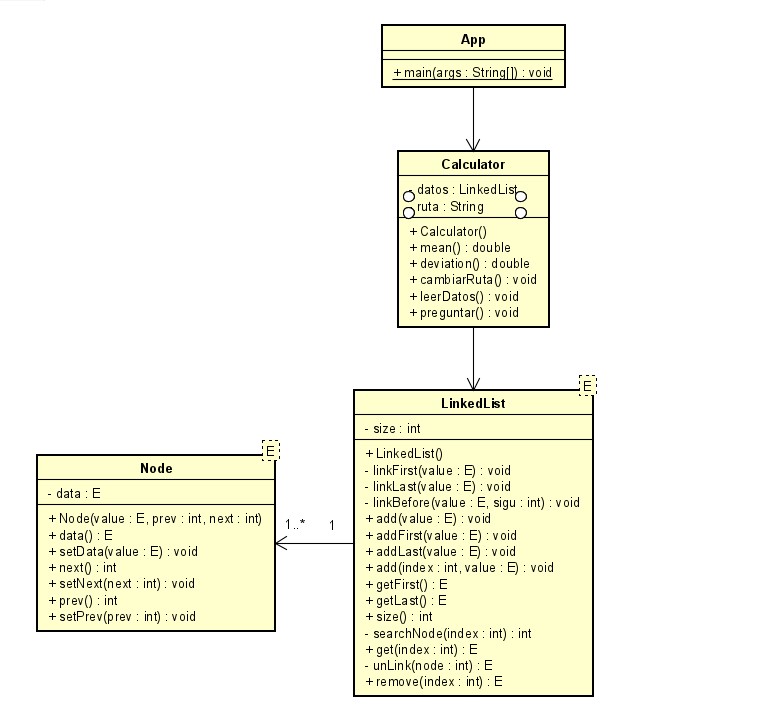 App
+ main(args : String[]) : void
Calculator
- datos : LinkedList
ruta : String
+ Calculator()
+ mean() : double
+ deviation() : double
+ cambiarRuta() : void
+ leerDatos() : void
+ preguntar() : void
E
LinkedList
- size : int
+ LinkedList()
- linkFirst(value : E) : void
- linkLast(value : E) : void
- linkBefore(value : E, sigu : int) : void
+ add(value : E) : void
+ addFirst(value : E) : void
+ addLast(value : E) : void
+ add(index : int, value : E) : void
+ getFirst() : E
+ getLast() : E
+ size() : int
- searchNode(index : int) : int
+ get(index : int) : E
- unLink(node : int) : E
+ remove(index : int) : E
E
Node
- data : E
+ Node(value : E, prev : int, next : int)
+ data() : E
+ setData(value : E) : void
+ next() : int
+ setNext(next : int) : void
+ prev() : int
+ setPrev(prev : int) : void
1..* 1